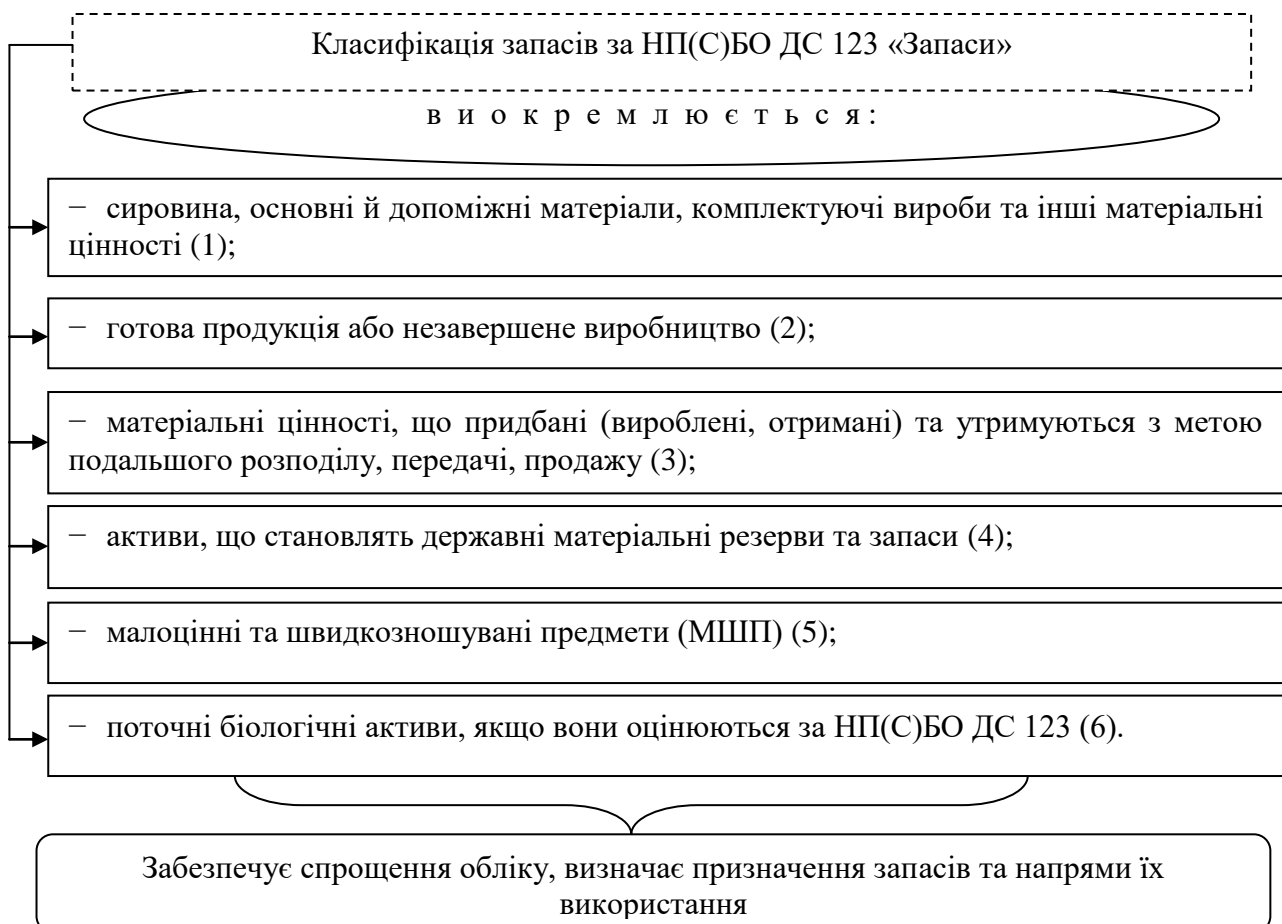 Класифікація запасів за НП(С)БО ДС 123 «Запаси»
в и о к р е м л ю є т ь с я :
− сировина, основні й допоміжні матеріали, комплектуючі вироби та інші матеріальні
цінності (1);
− готова продукція або незавершене виробництво (2);
− матеріальні цінності, що придбані (вироблені, отримані) та утримуються з метою
подальшого розподілу, передачі, продажу (3);
− активи, що становлять державні матеріальні резерви та запаси (4);
− малоцінні та швидкозношувані предмети (МШП) (5);
− поточні біологічні активи, якщо вони оцінюються за НП(С)БО ДС 123 (6).
Забезпечує спрощення обліку, визначає призначення запасів та напрями їх
використання